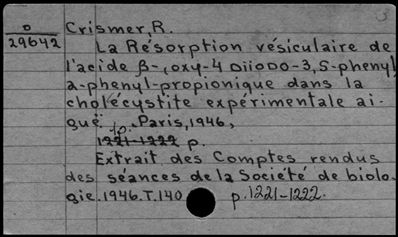 O
29642
Crismer, R.
La Résorption vésiculaire de
l'acide β-, oxy-4 Diiodo-3, 5-phenyl,
a-phenyl-propionique dans la
cholécystite expérimentale ai-
guë. Paris, 1946,
1221-1222 p.
Extrait des Comptes rendus
des séances de la Société de biolo-
gie. 1946. T. 140 p. 1221-1222.